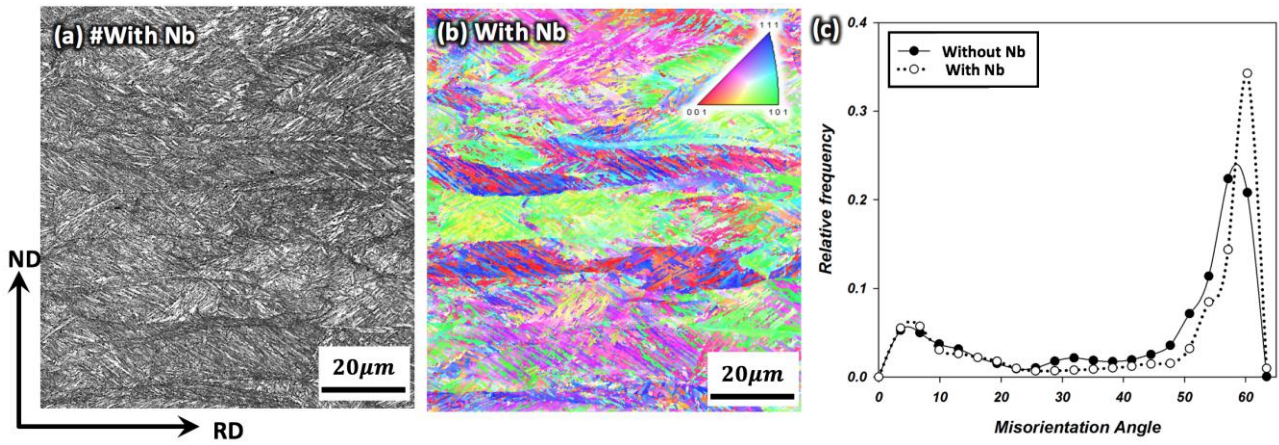 (a) #With Nb
ND
RD
20μm
(b) With Nb
111
001
101
20μm
(c)
Without Nb
With Nb
Relative frequency
0.4
0.3
0.2
0.1
0.0
0 10 20 30 40 50 60
Misorientation Angle